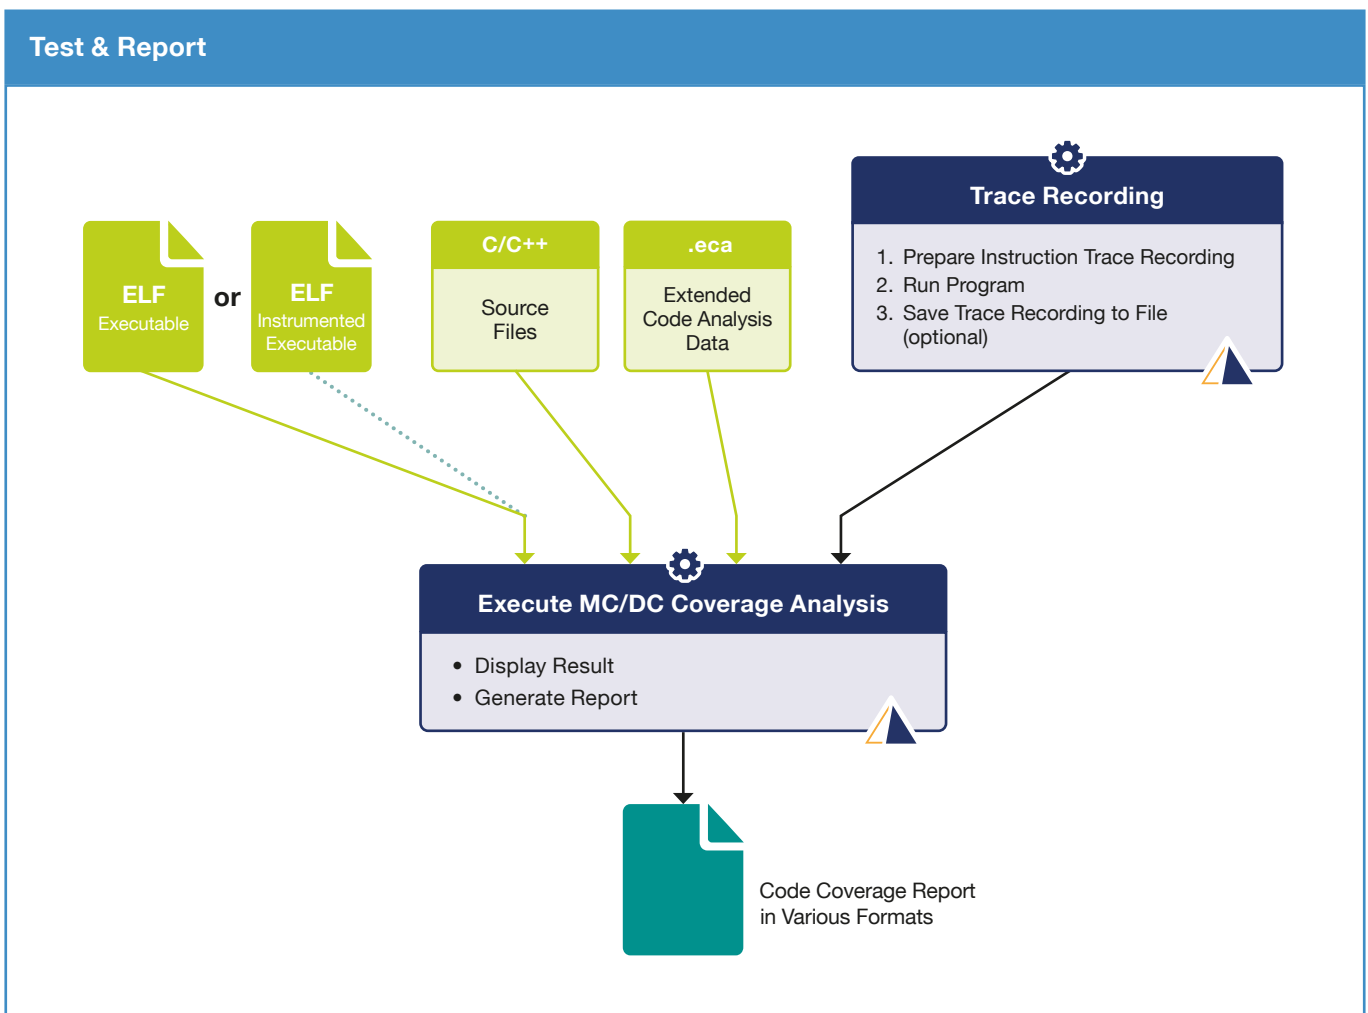 Test & Report
ELF
Executable
or
ELF
Instrumented
Executable
C/C++
Source
Files
.eca
Extended
Code Analysis
Data
Trace Recording
1. Prepare Instruction Trace Recording
2. Run Program
3. Save Trace Recording to File
(optional)
Execute MC/DC Coverage Analysis
• Display Result
• Generate Report
Code Coverage Report
in Various Formats